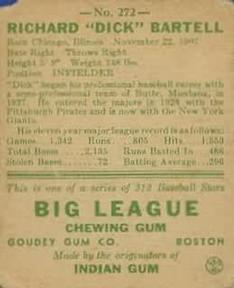 —No. 272—
RICHARD "DICK" BARTELL
Born Chicago, Illinois November 22, 1907
Bats Right Throws Right
Height 5' 9" Weight 148 lbs.
Position INFIELDER
"Dick" began his professional baseball career with
a semi-professional team of Butte, Montana, in
1927. He entered the majors in 1928 with the
Pittsburgh Pirates and is now with the New York
Giants.
His eleven year major league record is as follows:
Games 1,342 Runs 805 Hits 1,553
Total Bases 2,135 Runs Batted In 486
Stolen Bases 72 Batting Average .296
This is one of a series of 312 Baseball Stars
BIG LEAGUE
CHEWING GUM
GOUDEY GUM CO. BOSTON
Made by the originators of
INDIAN GUM